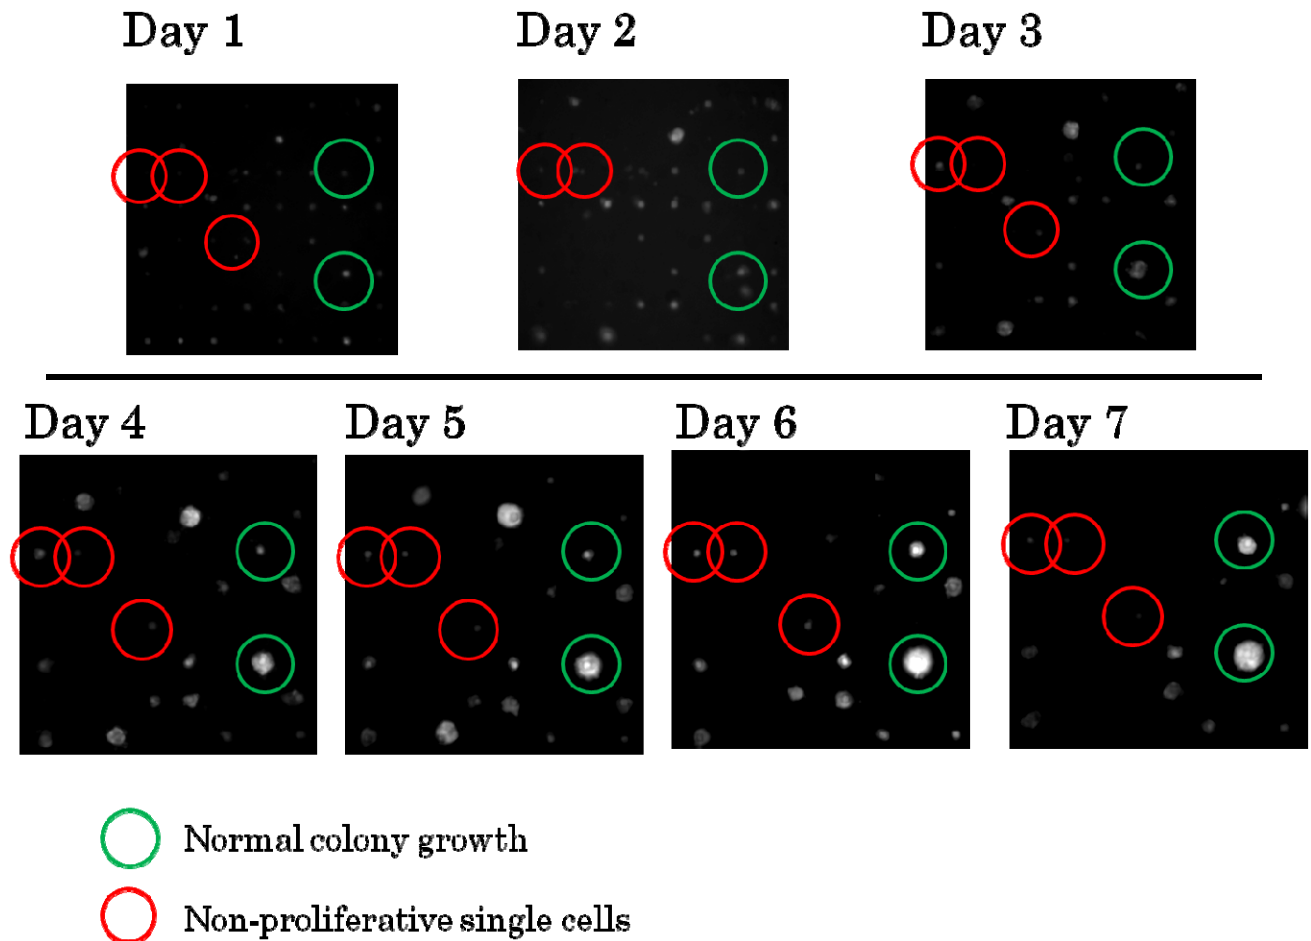 Day 1
Day 2
Day 3
Day 4
Day 5
Day 6
Day 7
Normal colony growth
Non-proliferative single cells